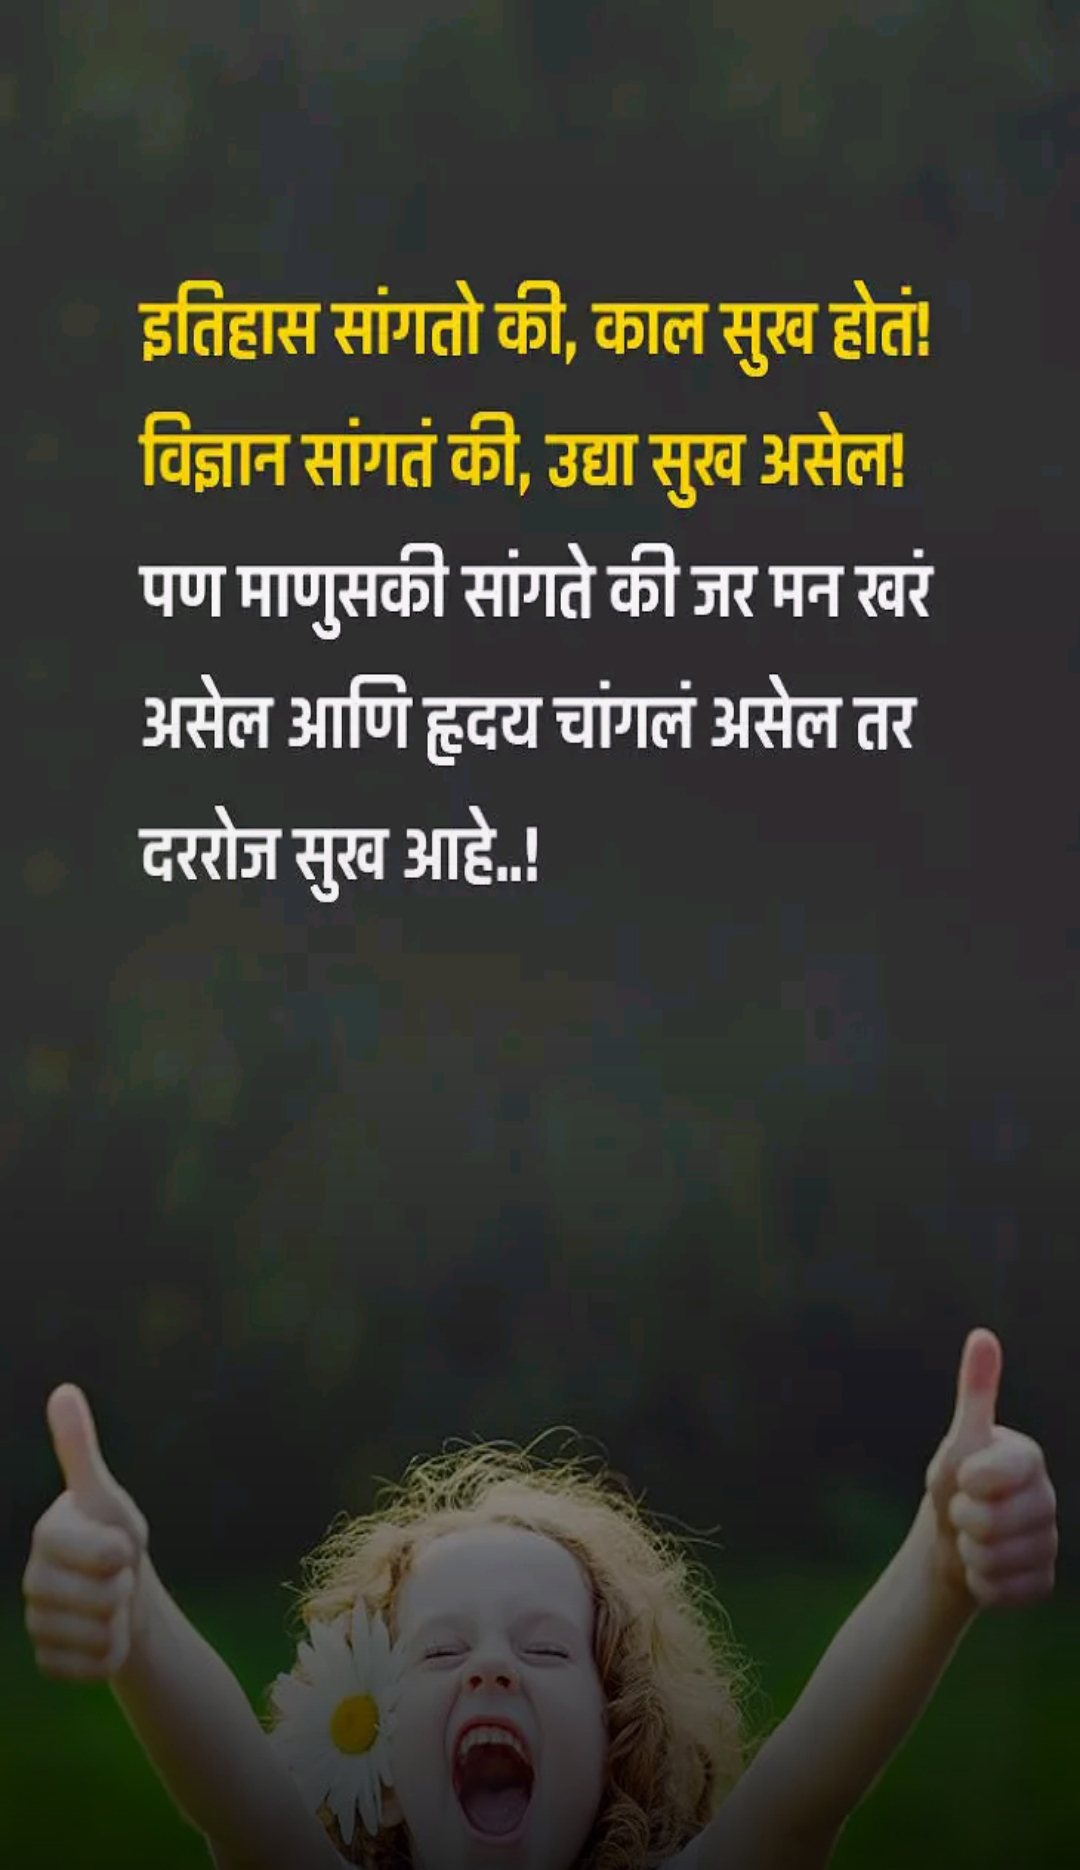 इतिहास सांगतो की, काल सुख होतं!
विज्ञान सांगतं की, उद्या सुख असेल!
पण माणुसकी सांगते की जर मन खरं
असेल आणि हृदय चांगलं असेल तर
दररोज सुख आहे..!